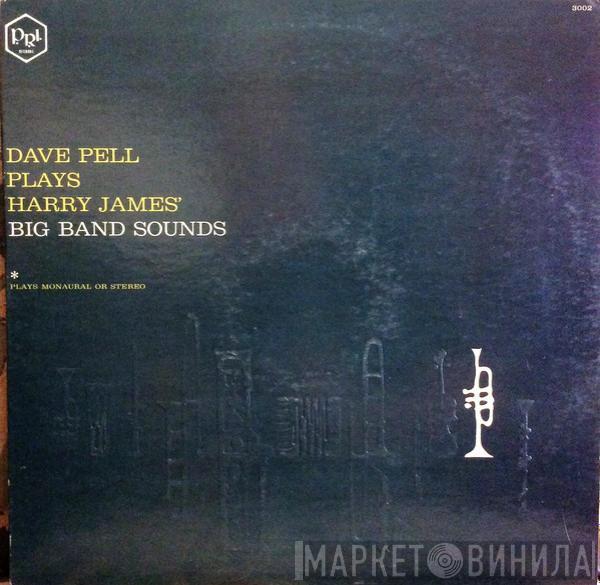 3002
P.R.I.
DAVE PELL
PLAYS
HARRY JAMES'
BIG BAND SOUNDS
*
PLAYS MONAURAL OR STEREO
МАРКЕТ ВИНИЛА